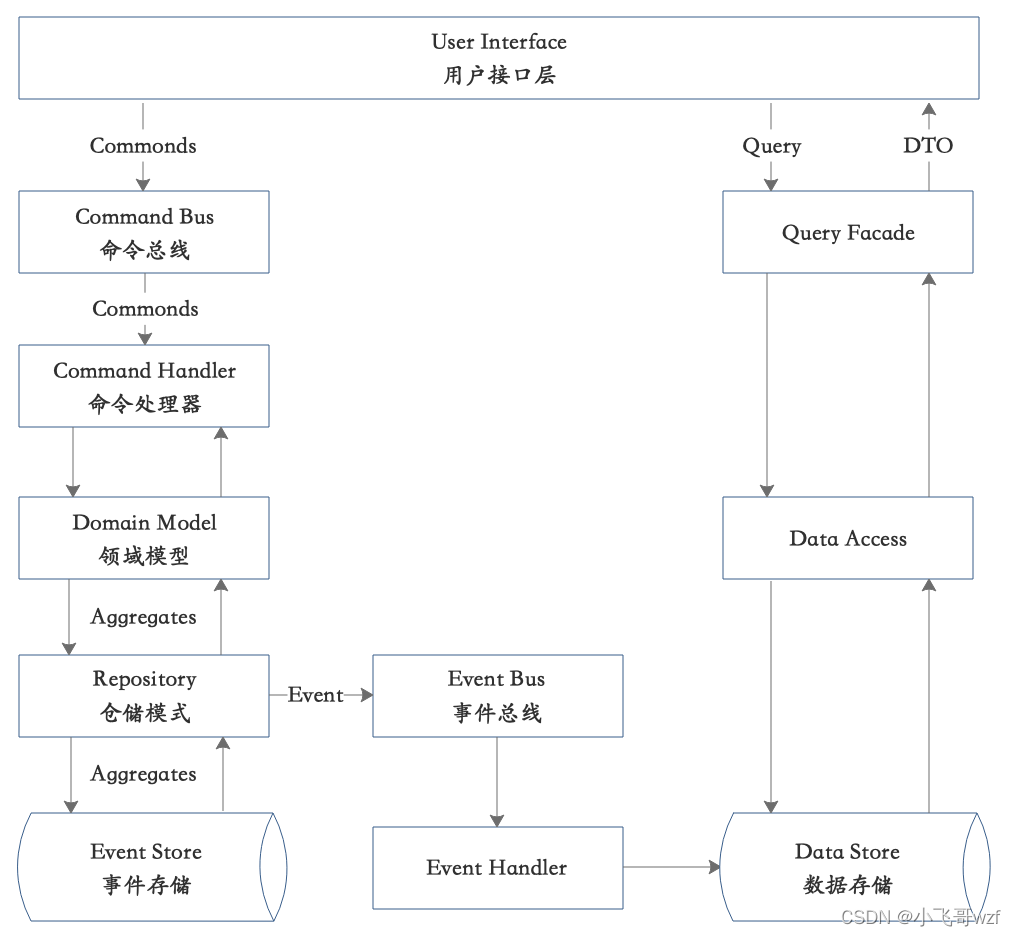 User Interface
用户接口层
Commonds
Query
DTO
Command Bus
命令总线
Query Facade
Commonds
Command Handler
命令处理器
Domain Model
领域模型
Data Access
Aggregates
Repository
仓储模式
Event
Event Bus
事件总线
Aggregates
Event Store
事件存储
Event Handler
Data Store
数据存储
CSDN @小飞哥wzf